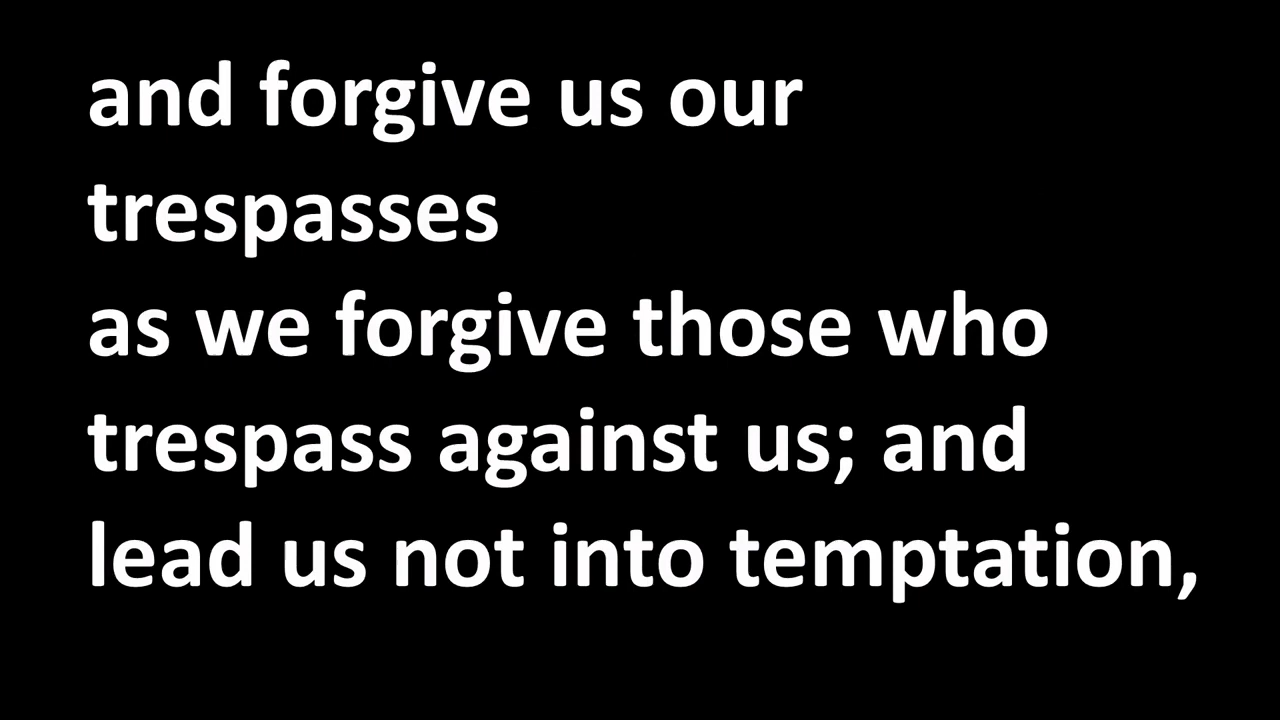 and forgive us our
trespasses
as we forgive those who
trespass against us; and
lead us not into temptation,